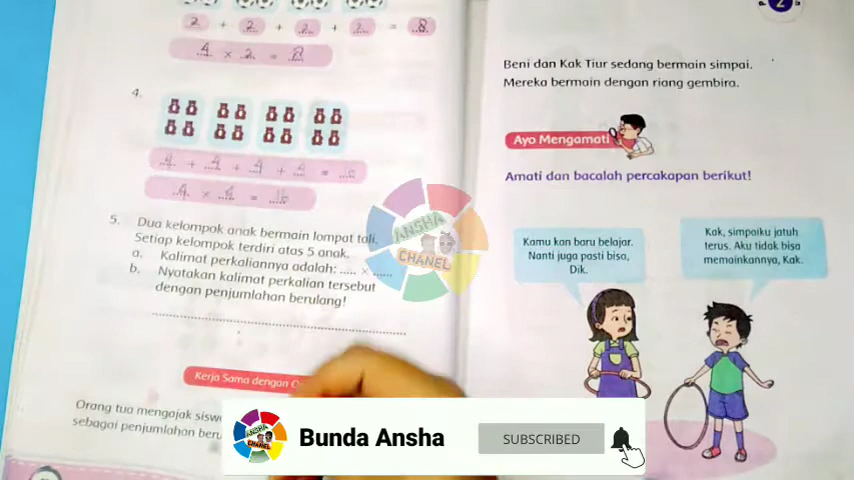 2 + 2 + 2 + 2 = 8
4 × 2 = 8
4.
4 + 4 + 4 + 4 =
4 × 4 = 16
5. Dua kelompok anak bermain lompat tali.
Setiap kelompok terdiri atas 5 anak.
a. Kalimat perkaliannya adalah: ..... × .....
b. Nyatakan kalimat perkalian tersebut
dengan penjumlahan berulang!
Kerja Sama dengan O
Orang tua mengajak sisw
sebagai penjumlahan beru
2
Beni dan Kak Tiur sedang bermain simpai.
Mereka bermain dengan riang gembira.
Ayo Mengamati
Amati dan bacalah percakapan berikut!
Kamu kan baru belajar.
Nanti juga pasti bisa,
Dik.
Kak, simpaiku jatuh
terus. Aku tidak bisa
memainkannya, Kak.
ANSHA
CHANEL
ANSHA
CHANEL
Bunda Ansha
SUBSCRIBED